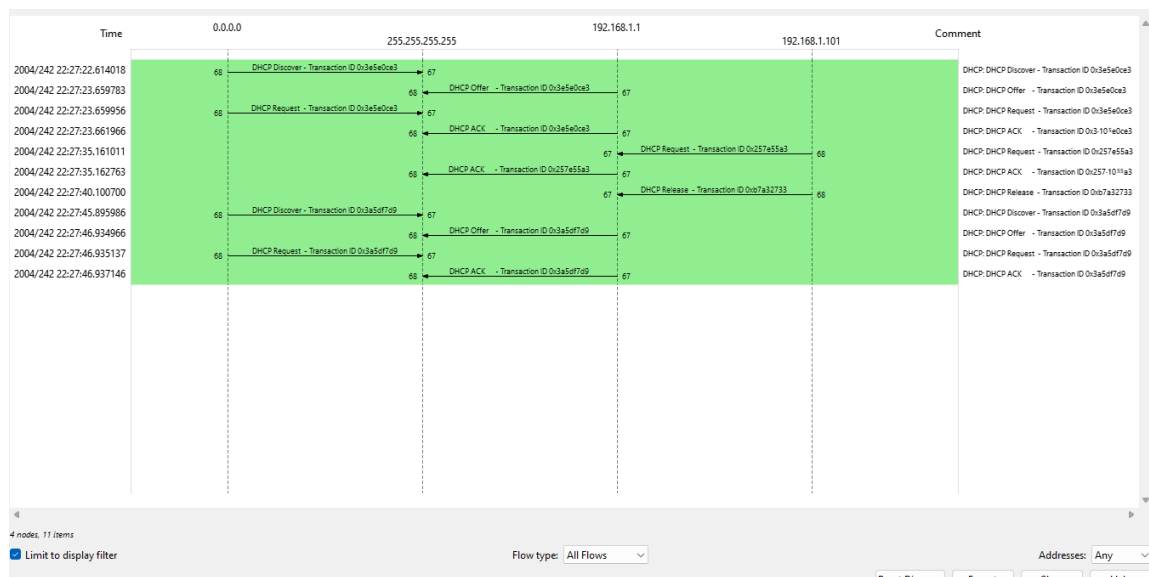 Time 0.0.0.0 192.168.1.1 Comment
255.255.255.255 192.168.1.101
2004/242 22:27:22.614018 68 DHCP Discover - Transaction ID 0x3e5e0ce3 67 DHCP: DHCP Discover - Transaction ID 0x3e5e0ce3
2004/242 22:27:23.659783 68 DHCP Offer - Transaction ID 0x3e5e0ce3 67 DHCP: DHCP Offer - Transaction ID 0x3e5e0ce3
2004/242 22:27:23.659956 68 DHCP Request - Transaction ID 0x3e5e0ce3 67 DHCP: DHCP Request - Transaction ID 0x3e5e0ce3
2004/242 22:27:23.661966 68 DHCP ACK - Transaction ID 0x3e5e0ce3 67 DHCP: DHCP ACK - Transaction ID 0x3·10⁵e0ce3
2004/242 22:27:35.161011 67 DHCP Request - Transaction ID 0x257e55a3 68 DHCP: DHCP Request - Transaction ID 0x257e55a3
2004/242 22:27:35.162763 68 DHCP ACK - Transaction ID 0x257e55a3 67 DHCP: DHCP ACK - Transaction ID 0x257·10⁵⁵a3
2004/242 22:27:40.100700 67 DHCP Release - Transaction ID 0xb7a32733 68 DHCP: DHCP Release - Transaction ID 0xb7a32733
2004/242 22:27:45.895986 68 DHCP Discover - Transaction ID 0x3a5df7d9 67 DHCP: DHCP Discover - Transaction ID 0x3a5df7d9
2004/242 22:27:46.934966 68 DHCP Offer - Transaction ID 0x3a5df7d9 67 DHCP: DHCP Offer - Transaction ID 0x3a5df7d9
2004/242 22:27:46.935137 68 DHCP Request - Transaction ID 0x3a5df7d9 67 DHCP: DHCP Request - Transaction ID 0x3a5df7d9
2004/242 22:27:46.937146 68 DHCP ACK - Transaction ID 0x3a5df7d9 67 DHCP: DHCP ACK - Transaction ID 0x3a5df7d9
4 nodes, 11 items
Limit to display filter Flow type: All Flows Addresses: Any